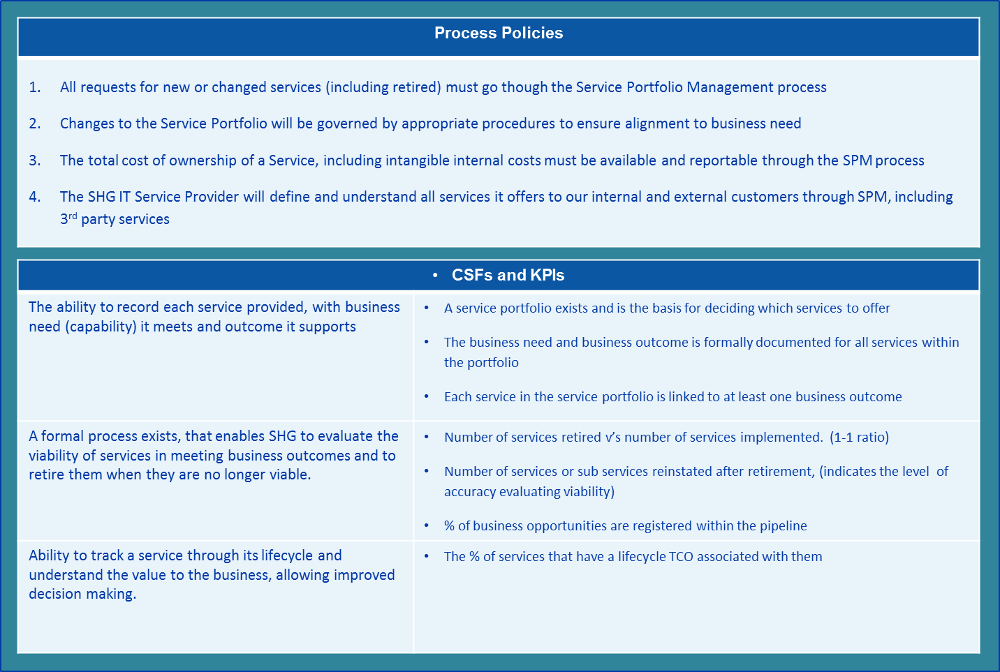 Process Policies
1. All requests for new or changed services (including retired) must go though the Service Portfolio Management process
2. Changes to the Service Portfolio will be governed by appropriate procedures to ensure alignment to business need
3. The total cost of ownership of a Service, including intangible internal costs must be available and reportable through the SPM process
4. The SHG IT Service Provider will define and understand all services it offers to our internal and external customers through SPM, including
3rd party services
• CSFs and KPIs
The ability to record each service provided, with business
need (capability) it meets and outcome it supports
• A service portfolio exists and is the basis for deciding which services to offer
• The business need and business outcome is formally documented for all services within
the portfolio
• Each service in the service portfolio is linked to at least one business outcome
A formal process exists, that enables SHG to evaluate the
viability of services in meeting business outcomes and to
retire them when they are no longer viable.
• Number of services retired v’s number of services implemented. (1-1 ratio)
• Number of services or sub services reinstated after retirement, (indicates the level of
accuracy evaluating viability)
• % of business opportunities are registered within the pipeline
Ability to track a service through its lifecycle and
understand the value to the business, allowing improved
decision making.
• The % of services that have a lifecycle TCO associated with them